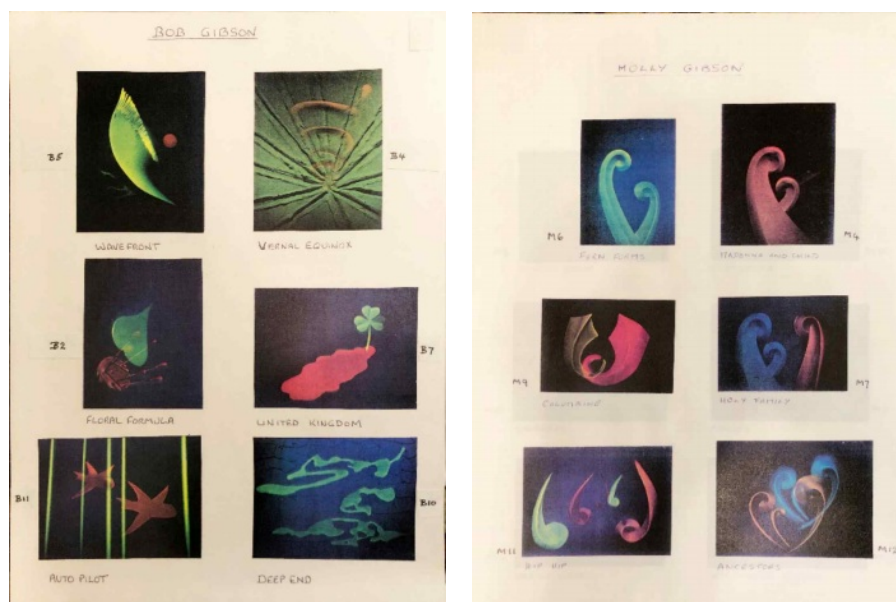 BOB GIBSON
B5
B4
WAVEFRONT
VERNAL EQUINOX
B2
B7
FLORAL FORMULA
UNITED KINGDOM
B11
B10
AUTO PILOT
DEEP END
HOLLY GIBSON
M6
M4
FERN FORMS
M9
M7
COLUMBINE
HOLY FAMILY
M11
M12
ANCESTORS